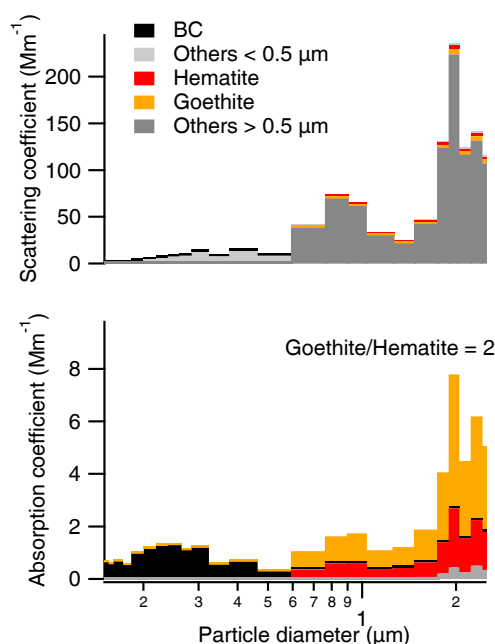 BC
Others < 0.5 µm
Hematite
Goethite
Others > 0.5 µm
Scattering coefficient (Mm⁻¹)
200
150
100
50
0
Goethite/Hematite = 2
Absorption coefficient (Mm⁻¹)
8
6
4
2
0
2 3 4 5 6 7 8 9 1 2
Particle diameter (µm)